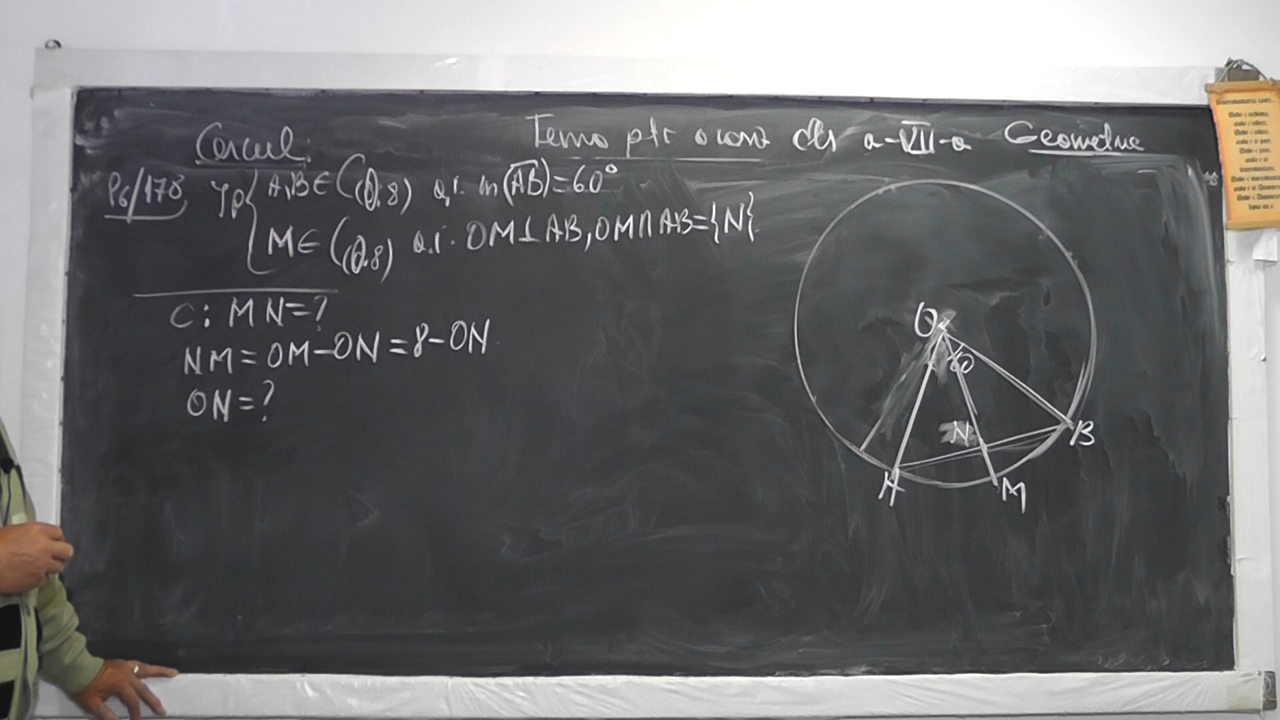 Cercul:
Tema ptr acasă cls a-VII-a Geometrie
P6/178 Ip { A,B∈C(O,8) a.î. m(AB)=60°
M∈C(O,8) a.î. OM⊥AB, OM∩AB={N}
C: MN=?
NM=OM-ON=8-ON
ON=?
O
60
N
B
A
M